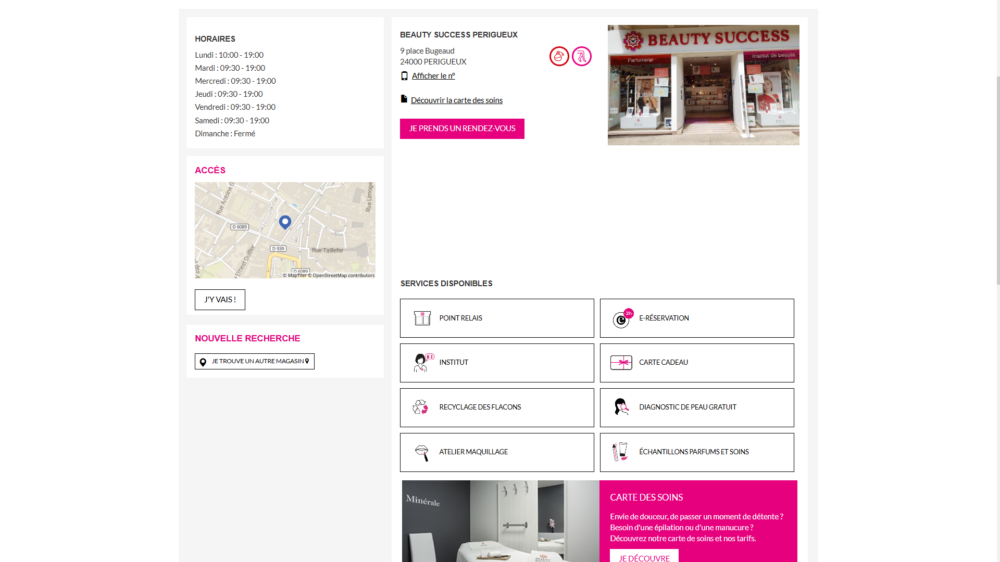 HORAIRES
Lundi : 10:00 - 19:00
Mardi : 09:30 - 19:00
Mercredi : 09:30 - 19:00
Jeudi : 09:30 - 19:00
Vendredi : 09:30 - 19:00
Samedi : 09:30 - 19:00
Dimanche : Fermé
ACCÈS
Rue Antoine G
Rue Limoge
D 6089
D 939
Rue Taillefer
Ernest Guillier
D 6089
© MapTiler © OpenStreetMap contributors
J'Y VAIS !
NOUVELLE RECHERCHE
JE TROUVE UN AUTRE MAGASIN
BEAUTY SUCCESS PERIGUEUX
9 place Bugeaud
24000 PERIGUEUX
Afficher le n°
Découvrir la carte des soins
JE PRENDS UN RENDEZ-VOUS
BEAUTY SUCCESS
Parfumerie
Institut de beauté
LIBRE
SERVICES DISPONIBLES
POINT RELAIS
2h
E-RÉSERVATION
INSTITUT
CARTE CADEAU
RECYCLAGE DES FLACONS
DIAGNOSTIC DE PEAU GRATUIT
ATELIER MAQUILLAGE
ÉCHANTILLONS PARFUMS ET SOINS
Minérale
BEAUTY
CARTE DES SOINS
Envie de douceur, de passer un moment de détente ?
Besoin d'une épilation ou d'une manucure ?
Découvrez notre carte de soins et nos tarifs.
JE DÉCOUVRE